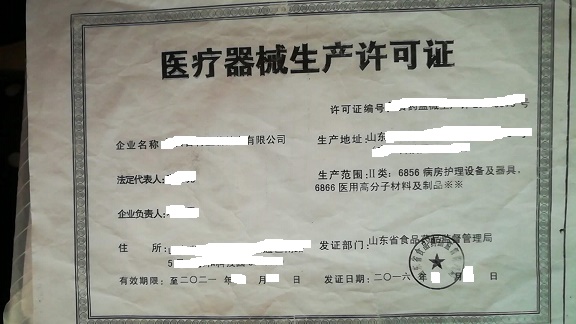 医疗器械生产许可证
许可证编号：
企业名称 有限公司
生产地址：山东
法定代表人：
生产范围：II类：6856 病房护理设备及器具，
6866 医用高分子材料及制品※※
企业负责人：
住 所：
发证部门：山东省食品药品监督管理局
有效期限：至二〇二一 年 月 日
发证日期：二〇一六 年 月 日